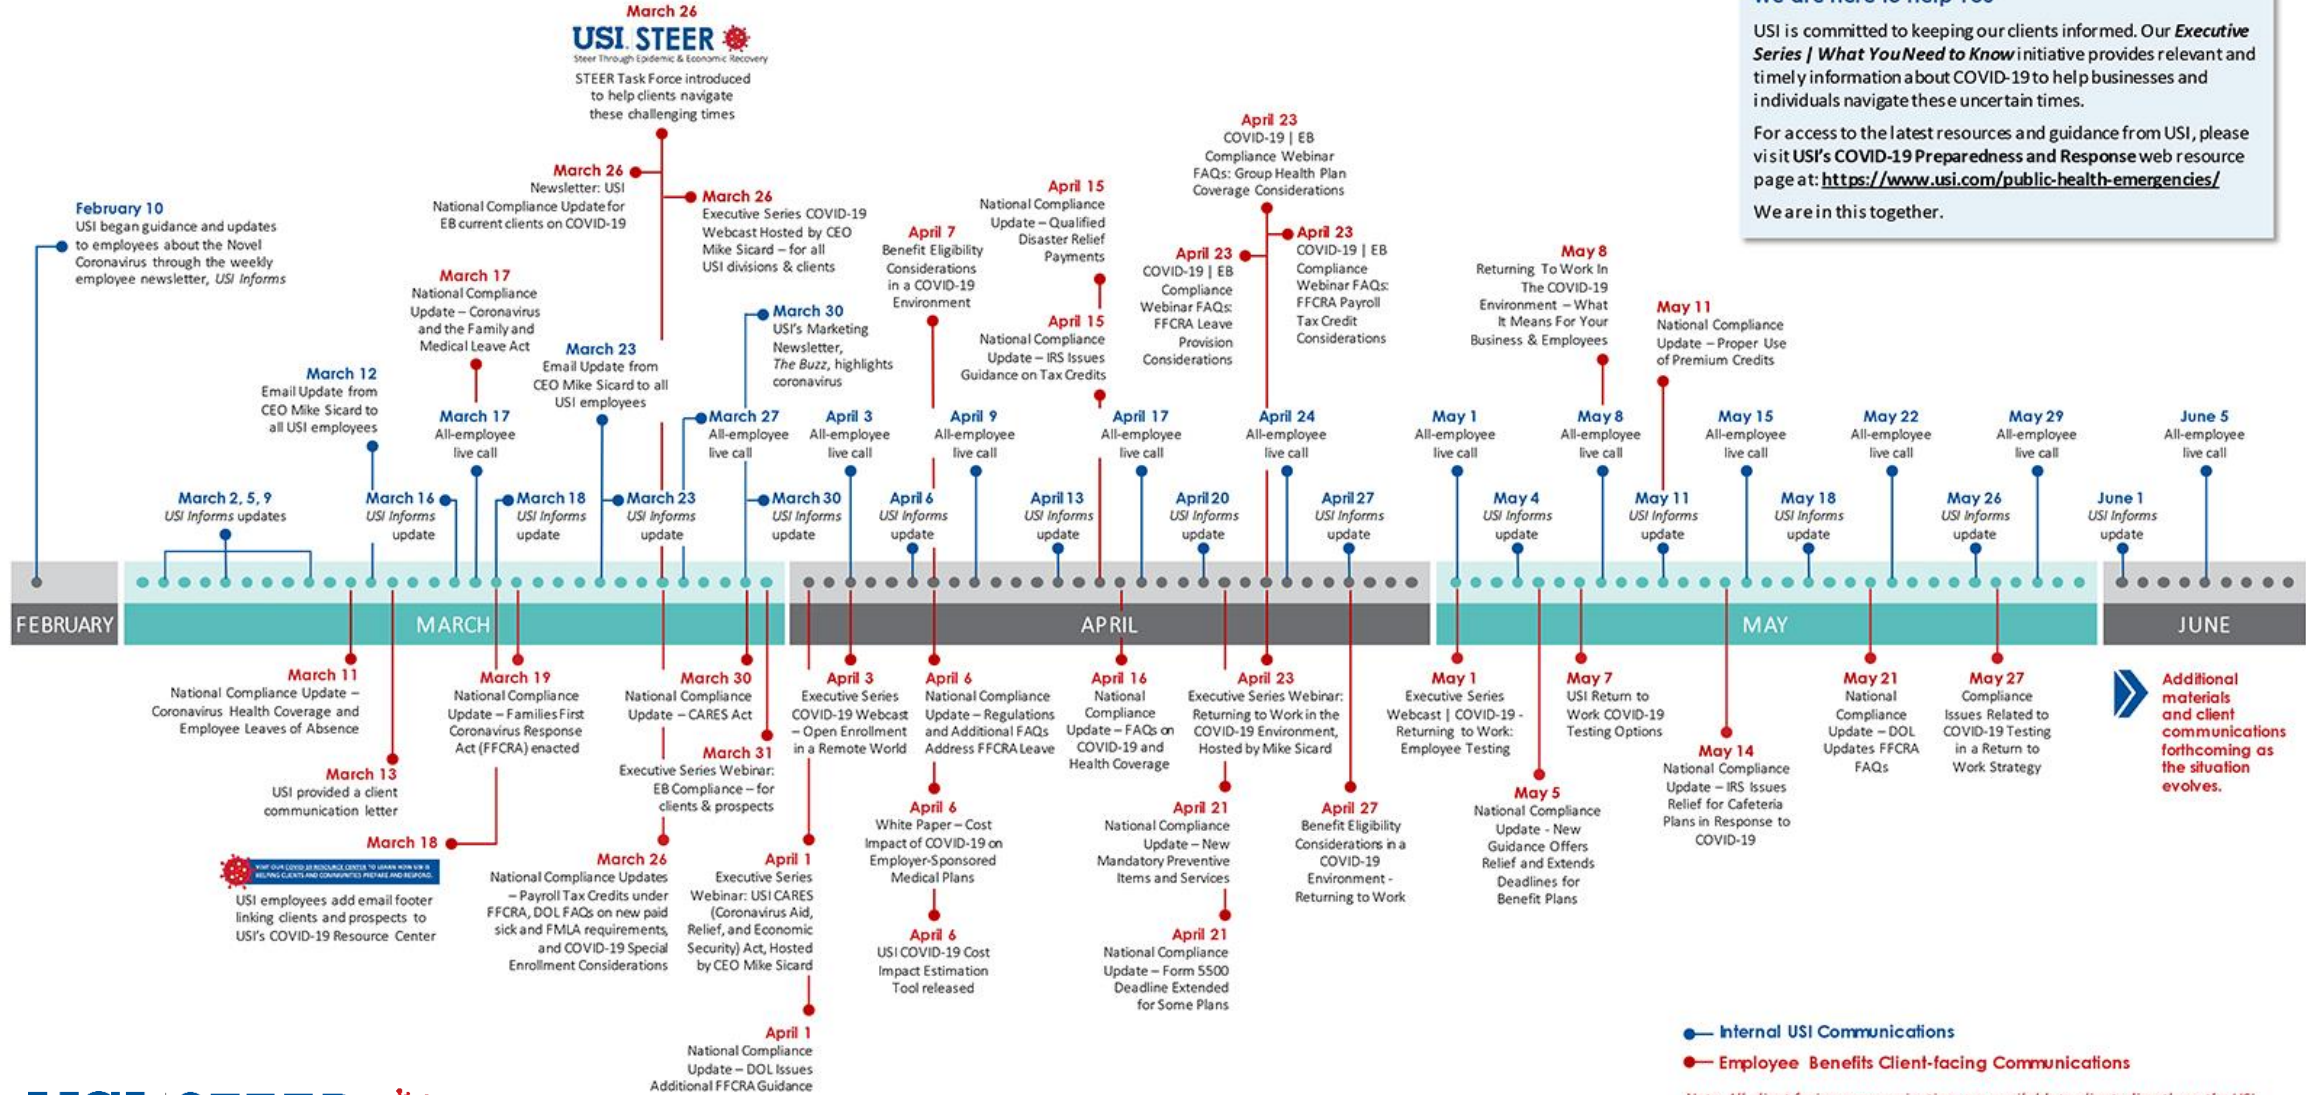 March 26
USI STEER
Steer Through Epidemic & Economic Recovery
STEER Task Force introduced
to help clients navigate
these challenging times
USI is committed to keeping our clients informed. Our Executive
Series | What You Need to Know initiative provides relevant and
timely information about COVID-19 to help businesses and
individuals navigate these uncertain times.
For access to the latest resources and guidance from USI, please
visit USI's COVID-19 Preparedness and Response web resource
page at: https://www.usi.com/public-health-emergencies/
We are in this together.
February 10
USI began guidance and updates
to employees about the Novel
Coronavirus through the weekly
employee newsletter, USI Informs
March 2, 5, 9
USI Informs updates
March 12
Email Update from
CEO Mike Sicard to
all USI employees
March 16
USI Informs
update
March 17
National Compliance
Update – Coronavirus
and the Family and
Medical Leave Act
March 17
All-employee
live call
March 18
USI Informs
update
March 23
Email Update from
CEO Mike Sicard to all
USI employees
March 23
USI Informs
update
March 26
Newsletter: USI
National Compliance Update for
EB current clients on COVID-19
March 26
Executive Series COVID-19
Webcast Hosted by CEO
Mike Sicard – for all
USI divisions & clients
March 27
All-employee
live call
March 30
USI's Marketing
Newsletter,
The Buzz, highlights
coronavirus
March 30
USI Informs
update
April 3
All-employee
live call
April 6
USI Informs
update
April 7
Benefit Eligibility
Considerations
in a COVID-19
Environment
April 9
All-employee
live call
April 13
USI Informs
update
April 15
National Compliance
Update – Qualified
Disaster Relief
Payments
April 15
National Compliance
Update – IRS Issues
Guidance on Tax Credits
April 17
All-employee
live call
April 20
USI Informs
update
April 23
COVID-19 | EB
Compliance Webinar
FAQs: Group Health Plan
Coverage Considerations
April 23
COVID-19 | EB
Compliance
Webinar FAQs:
FFCRA Leave
Provision
Considerations
April 23
COVID-19 | EB
Compliance
Webinar FAQs:
FFCRA Payroll
Tax Credit
Considerations
April 24
All-employee
live call
April 27
USI Informs
update
May 1
All-employee
live call
May 4
USI Informs
update
May 8
Returning To Work In
The COVID-19
Environment – What
It Means For Your
Business & Employees
May 8
All-employee
live call
May 11
National Compliance
Update – Proper Use
of Premium Credits
May 11
USI Informs
update
May 15
All-employee
live call
May 18
USI Informs
update
May 22
All-employee
live call
May 26
USI Informs
update
May 29
All-employee
live call
June 1
USI Informs
update
June 5
All-employee
live call
FEBRUARY
MARCH
APRIL
MAY
JUNE
March 11
National Compliance Update –
Coronavirus Health Coverage and
Employee Leaves of Absence
March 13
USI provided a client
communication letter
March 18
VISIT OUR COVID-19 RESOURCE CENTER TO LEARN HOW USI IS
HELPING CLIENTS AND COMMUNITIES PREPARE AND RESPOND.
USI employees add email footer
linking clients and prospects to
USI's COVID-19 Resource Center
March 19
National Compliance
Update – Families First
Coronavirus Response
Act (FFCRA) enacted
March 26
National Compliance Updates
– Payroll Tax Credits under
FFCRA, DOL FAQs on new paid
sick and FMLA requirements,
and COVID-19 Special
Enrollment Considerations
March 30
National Compliance
Update – CARES Act
March 31
Executive Series Webinar:
EB Compliance – for
clients & prospects
April 1
Executive Series
Webinar: USI CARES
(Coronavirus Aid,
Relief, and Economic
Security) Act, Hosted
by CEO Mike Sicard
April 1
National Compliance
Update – DOL Issues
Additional FFCRA Guidance
April 3
Executive Series
COVID-19 Webcast
– Open Enrollment
in a Remote World
April 6
National Compliance
Update – Regulations
and Additional FAQs
Address FFCRA Leave
April 6
White Paper – Cost
Impact of COVID-19 on
Employer-Sponsored
Medical Plans
April 6
USI COVID-19 Cost
Impact Estimation
Tool released
April 16
National
Compliance
Update – FAQs on
COVID-19 and
Health Coverage
April 21
National Compliance
Update – New
Mandatory Preventive
Items and Services
April 21
National Compliance
Update – Form 5500
Deadline Extended
for Some Plans
April 23
Executive Series Webinar:
Returning to Work in the
COVID-19 Environment,
Hosted by Mike Sicard
April 27
Benefit Eligibility
Considerations in a
COVID-19
Environment -
Returning to Work
May 1
Executive Series
Webcast | COVID-19 -
Returning to Work:
Employee Testing
May 5
National Compliance
Update - New
Guidance Offers
Relief and Extends
Deadlines for
Benefit Plans
May 7
USI Return to
Work COVID-19
Testing Options
May 14
National Compliance
Update – IRS Issues
Relief for Cafeteria
Plans in Response to
COVID-19
May 21
National
Compliance
Update – DOL
Updates FFCRA
FAQs
May 27
Compliance
Issues Related to
COVID-19 Testing
in a Return to
Work Strategy
Additional
materials
and client
communications
forthcoming as
the situation
evolves.
Internal USI Communications
Employee Benefits Client-facing Communications